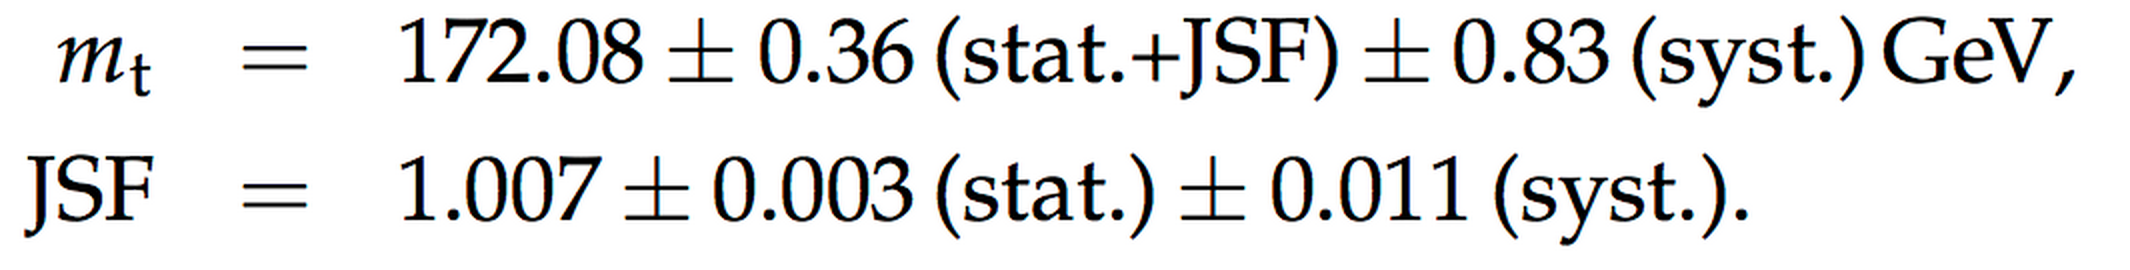 mt = 172.08 ± 0.36 (stat.+JSF) ± 0.83 (syst.) GeV,
JSF = 1.007 ± 0.003 (stat.) ± 0.011 (syst.).